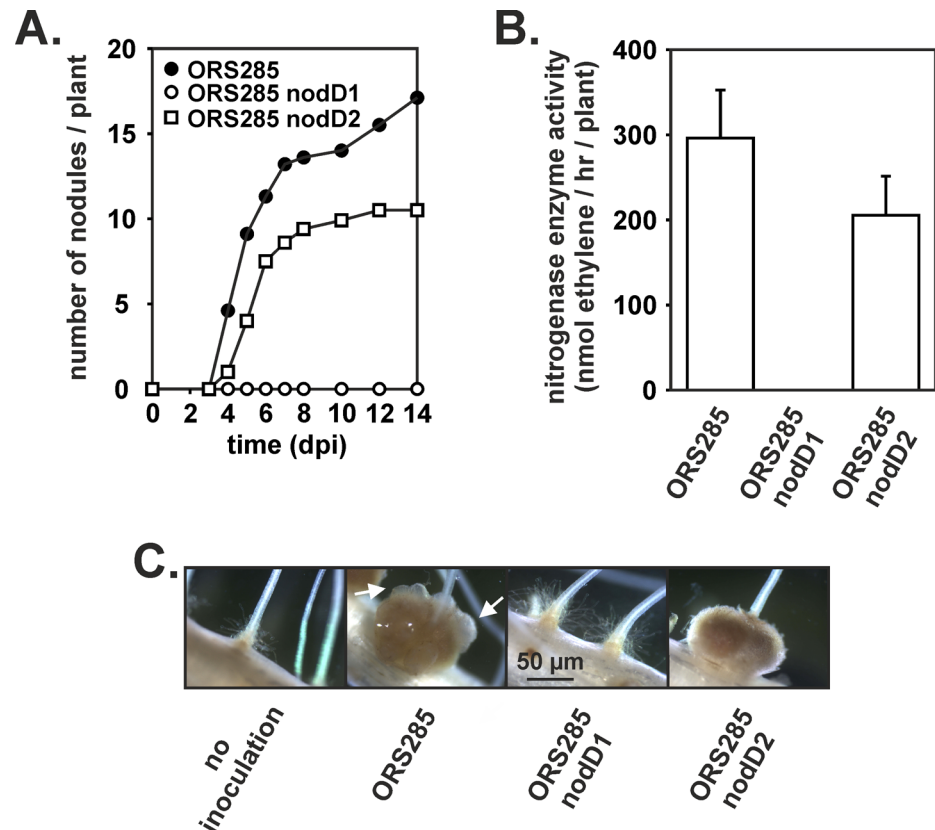 A.
number of nodules / plant
20
15
10
5
0
ORS285
ORS285 nodD1
ORS285 nodD2
0 2 4 6 8 10 12 14
time (dpi)
B.
nitrogenase enzyme activity
(nmol ethylene / hr / plant)
400
300
200
100
0
ORS285
ORS285
nodD1
ORS285
nodD2
C.
50 µm
no
inoculation
ORS285
ORS285
nodD1
ORS285
nodD2